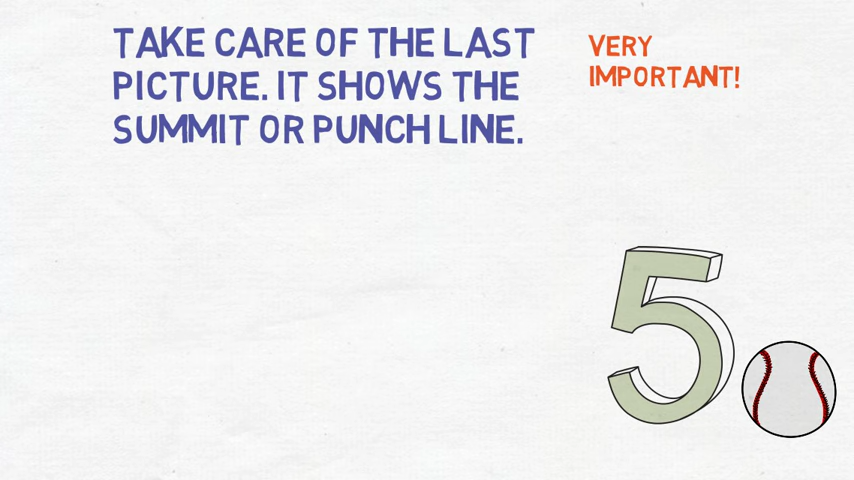 TAKE CARE OF THE LAST
PICTURE. IT SHOWS THE
SUMMIT OR PUNCH LINE.
VERY
IMPORTANT!
5